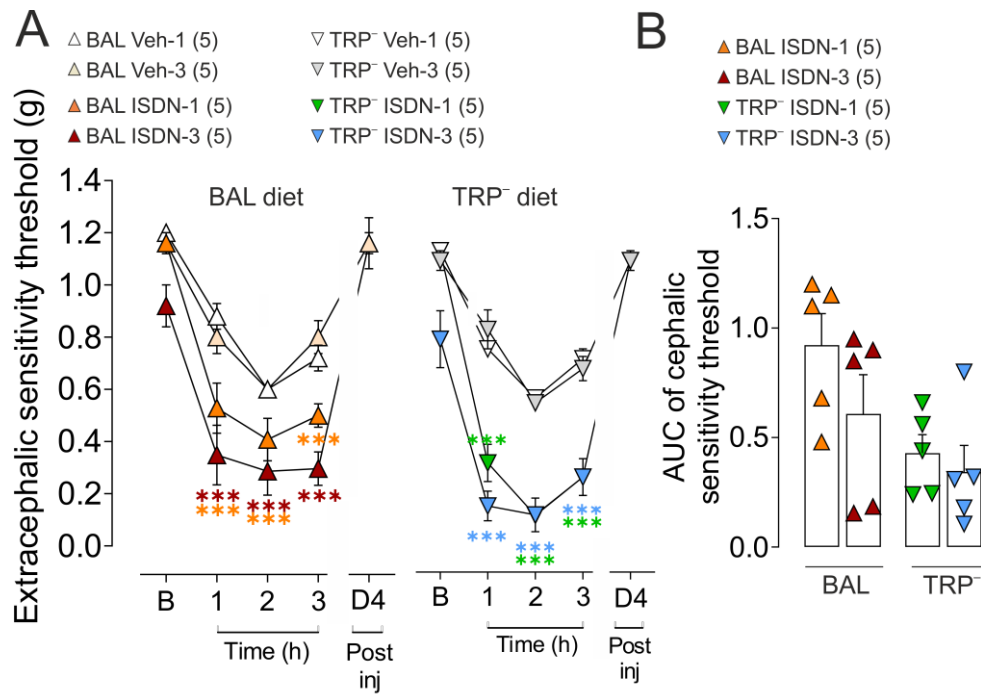 A
BAL Veh-1 (5)
BAL Veh-3 (5)
BAL ISDN-1 (5)
BAL ISDN-3 (5)
TRP⁻ Veh-1 (5)
TRP⁻ Veh-3 (5)
TRP⁻ ISDN-1 (5)
TRP⁻ ISDN-3 (5)
Extracephalic sensitivity threshold (g)
1.4
1.2
1.0
0.8
0.6
0.4
0.2
0.0
BAL diet
TRP⁻ diet
***
***
***
***
***
***
***
***
***
***
***
***
B 1 2 3 D4
Time (h)
Post
inj
B 1 2 3 D4
Time (h)
Post
inj
B
BAL ISDN-1 (5)
BAL ISDN-3 (5)
TRP⁻ ISDN-1 (5)
TRP⁻ ISDN-3 (5)
AUC of cephalic
sensitivity threshold
1.5
1.0
0.5
0.0
BAL TRP⁻